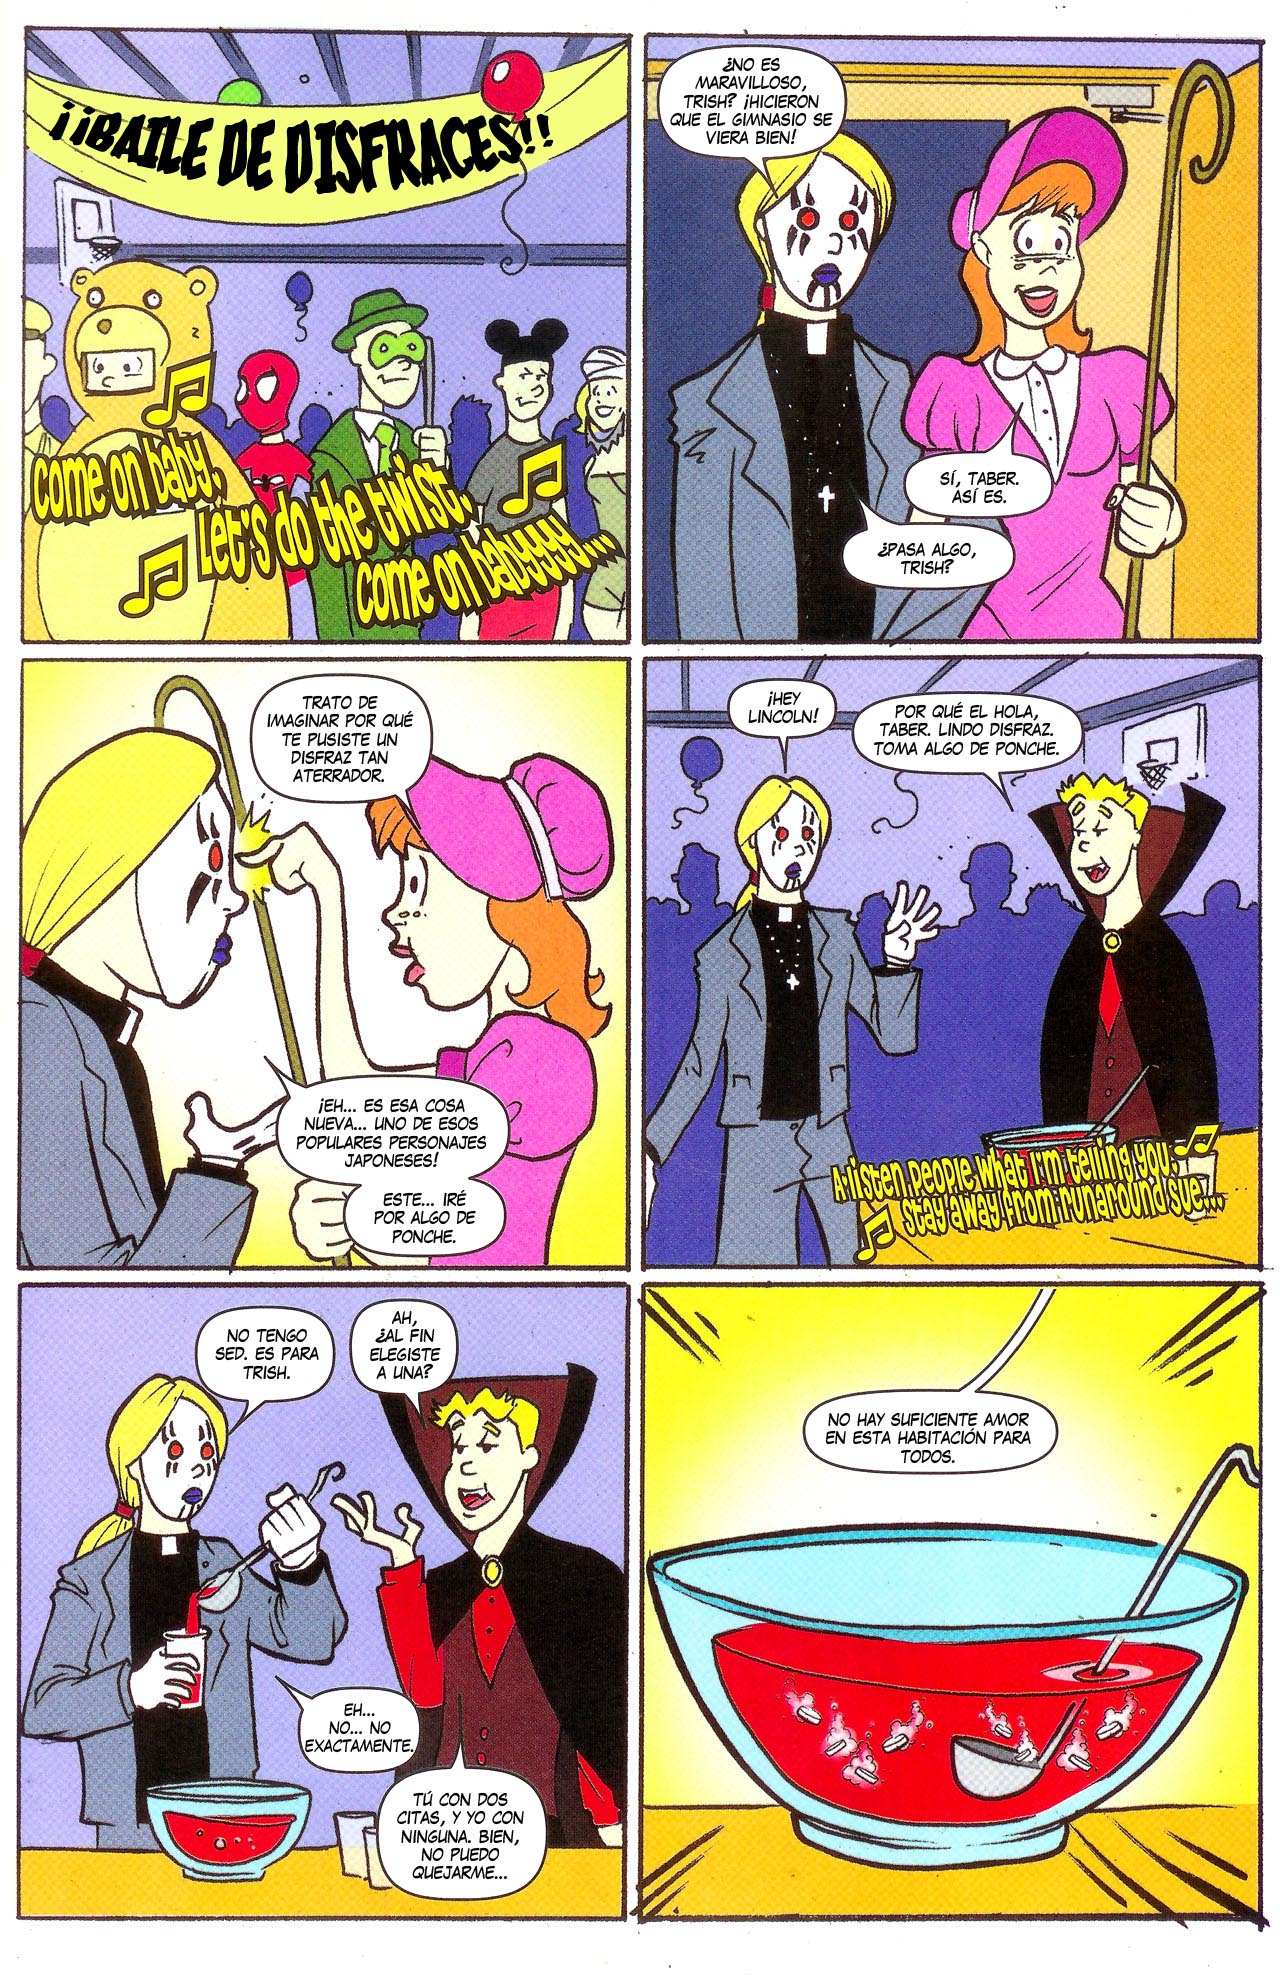 ¡¡BAILE DE DISFRACES!!
COME ON BABY,
LET'S DO THE TWIST,
COME ON BABYYYY...
¿NO ES
MARAVILLOSO,
TRISH? ¡HICIERON
QUE EL GIMNASIO SE
VIERA BIEN!
SÍ, TABER.
ASÍ ES.
¿PASA ALGO,
TRISH?
TRATO DE
IMAGINAR POR QUÉ
TE PUSISTE UN
DISFRAZ TAN
ATERRADOR.
¡EH... ES ESA COSA
NUEVA... UNO DE ESOS
POPULARES PERSONAJES
JAPONESES!
ESTE... IRÉ
POR ALGO DE
PONCHE.
¡HEY
LINCOLN!
POR QUÉ EL HOLA,
TABER. LINDO DISFRAZ.
TOMA ALGO DE PONCHE.
A-LISTEN PEOPLE WHAT I'M TELLING YOU,
STAY AWAY FROM RUNAROUND SUE...
NO TENGO
SED. ES PARA
TRISH.
AH,
¿AL FIN
ELEGISTE
A UNA?
EH...
NO... NO
EXACTAMENTE.
TÚ CON DOS
CITAS, Y YO CON
NINGUNA. BIEN,
NO PUEDO
QUEJARME...
NO HAY SUFICIENTE AMOR
EN ESTA HABITACIÓN PARA
TODOS.